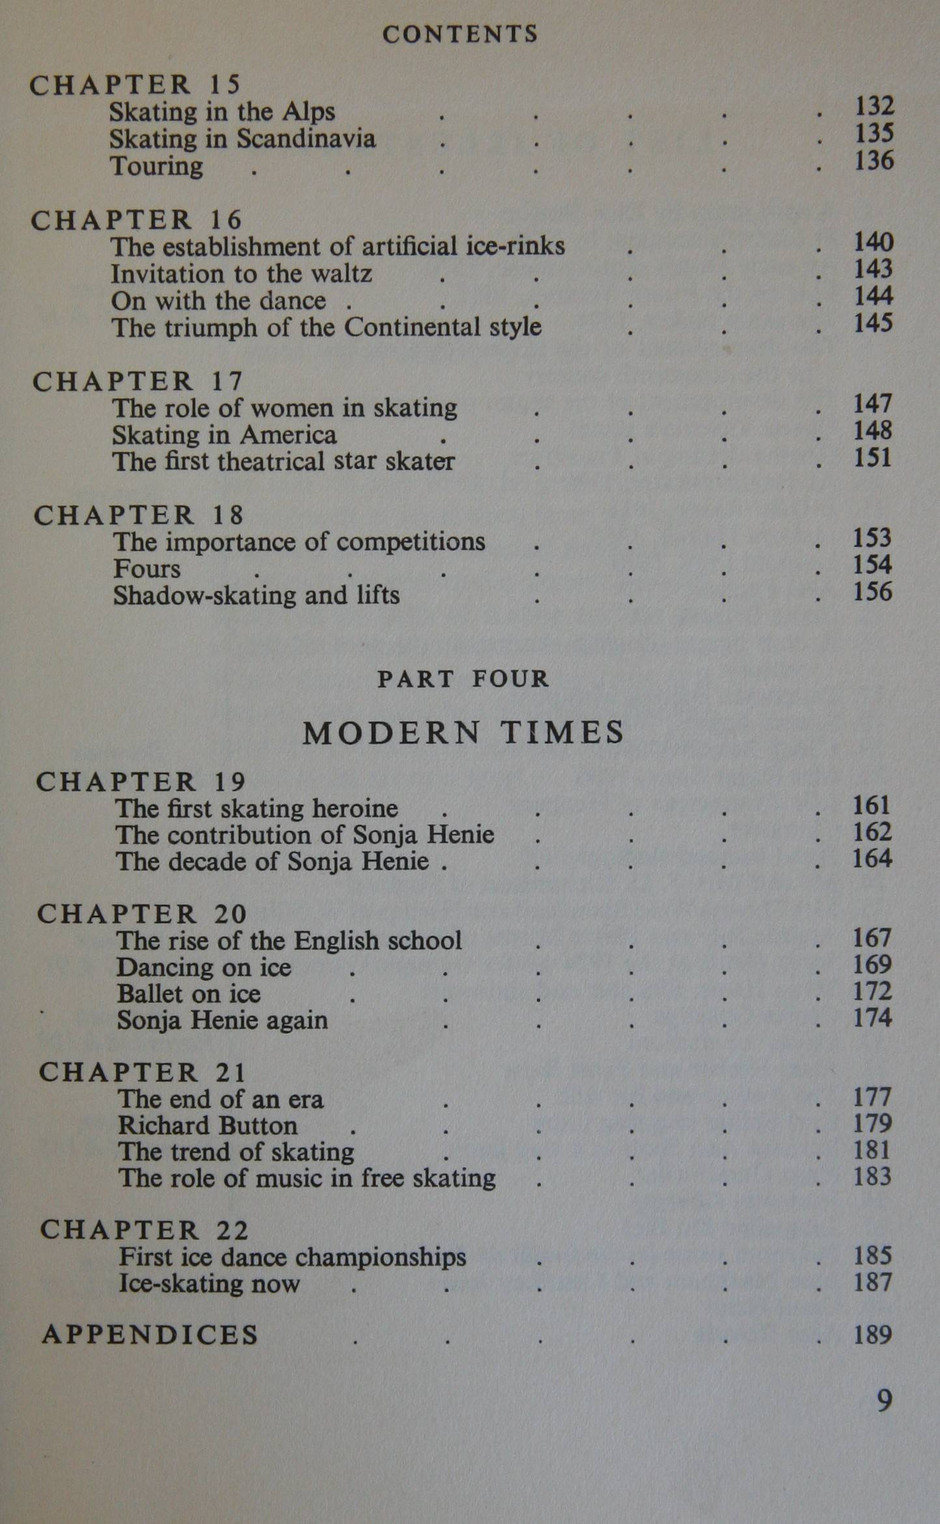 CONTENTS
CHAPTER 15
Skating in the Alps . . . . . 132
Skating in Scandinavia . . . . . 135
Touring . . . . . . . 136
CHAPTER 16
The establishment of artificial ice-rinks . . . 140
Invitation to the waltz . . . . . 143
On with the dance . . . . . . 144
The triumph of the Continental style . . . 145
CHAPTER 17
The role of women in skating . . . . 147
Skating in America . . . . . 148
The first theatrical star skater . . . . 151
CHAPTER 18
The importance of competitions . . . . 153
Fours . . . . . . . 154
Shadow-skating and lifts . . . . 156
PART FOUR
MODERN TIMES
CHAPTER 19
The first skating heroine . . . . . 161
The contribution of Sonja Henie . . . . 162
The decade of Sonja Henie . . . . . 164
CHAPTER 20
The rise of the English school . . . . 167
Dancing on ice . . . . . . 169
Ballet on ice . . . . . . 172
Sonja Henie again . . . . . 174
CHAPTER 21
The end of an era . . . . . 177
Richard Button . . . . . . 179
The trend of skating . . . . . 181
The role of music in free skating . . . . 183
CHAPTER 22
First ice dance championships . . . . 185
Ice-skating now . . . . . . 187
APPENDICES . . . . . . 189
9